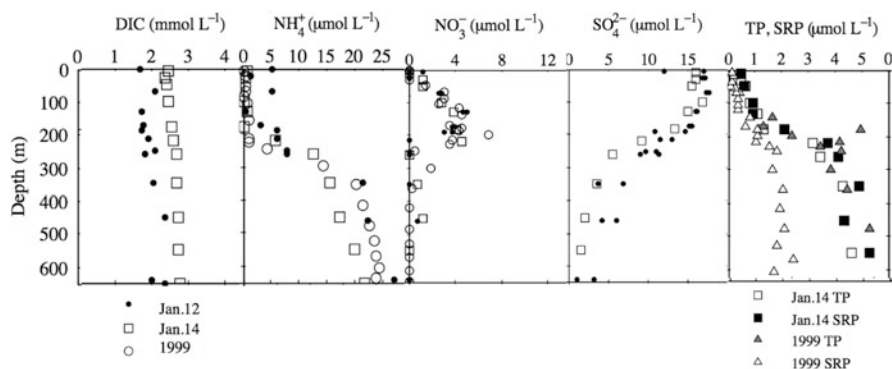 DIC (mmol L⁻¹) NH₄⁺ (μmol L⁻¹) NO₃⁻ (μmol L⁻¹) SO₄²⁻ (μmol L⁻¹) TP, SRP (μmol L⁻¹)
0 1 2 3 4 0 5 10 15 20 25 0 4 8 12 0 5 10 15 0 1 2 3 4 5 6
0
100
200
300
400
500
600
Depth (m)
Jan.12
Jan.14
1999
Jan.14 TP
Jan.14 SRP
1999 TP
1999 SRP